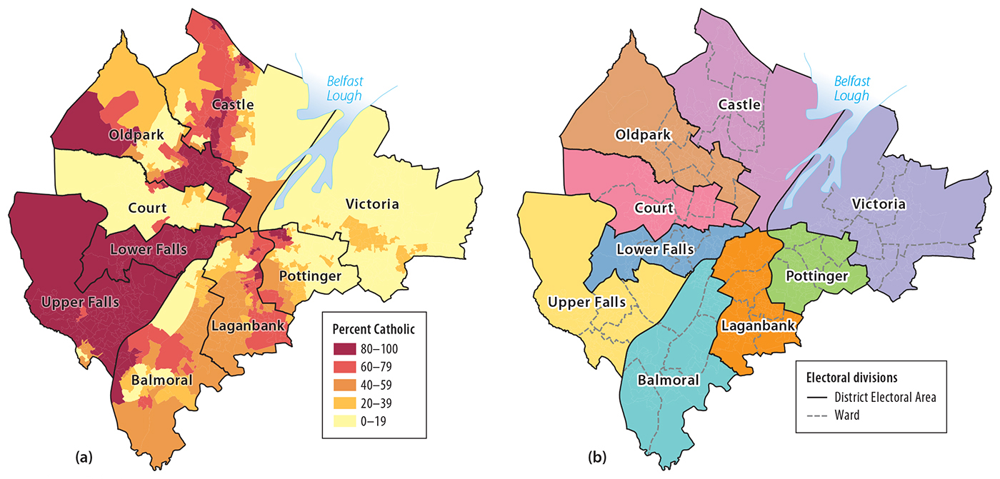 Belfast
Lough
Castle
Oldpark
Court
Victoria
Lower Falls
Pottinger
Upper Falls
Laganbank
Balmoral
Percent Catholic
80–100
60–79
40–59
20–39
0–19
(a)
Belfast
Lough
Castle
Oldpark
Court
Victoria
Lower Falls
Pottinger
Upper Falls
Laganbank
Balmoral
Electoral divisions
District Electoral Area
Ward
(b)